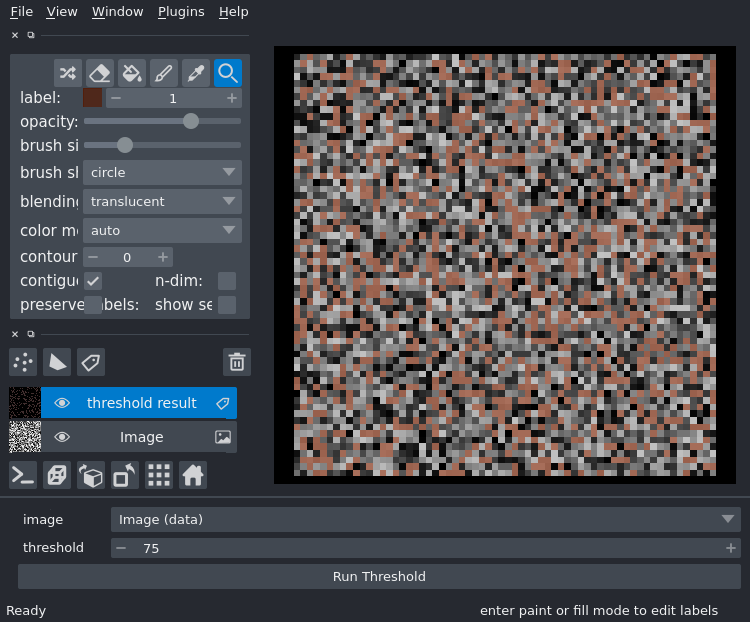 File View Window Plugins Help
label: 1
opacity:
brush si
brush sl circle
blending translucent
color m auto
contour 0
contigu n-dim:
preserve abels: show se
threshold result
Image
image Image (data)
threshold 75
Run Threshold
Ready enter paint or fill mode to edit labels